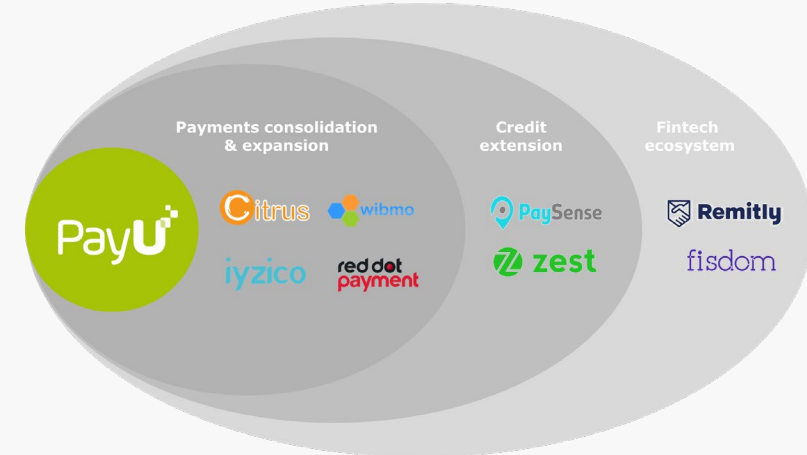 Payments consolidation
& expansion
Credit
extension
Fintech
ecosystem
PayU
Citrus
wibmo
PaySense
Remitly
iyzico
red dot
payment
zest
fisdom